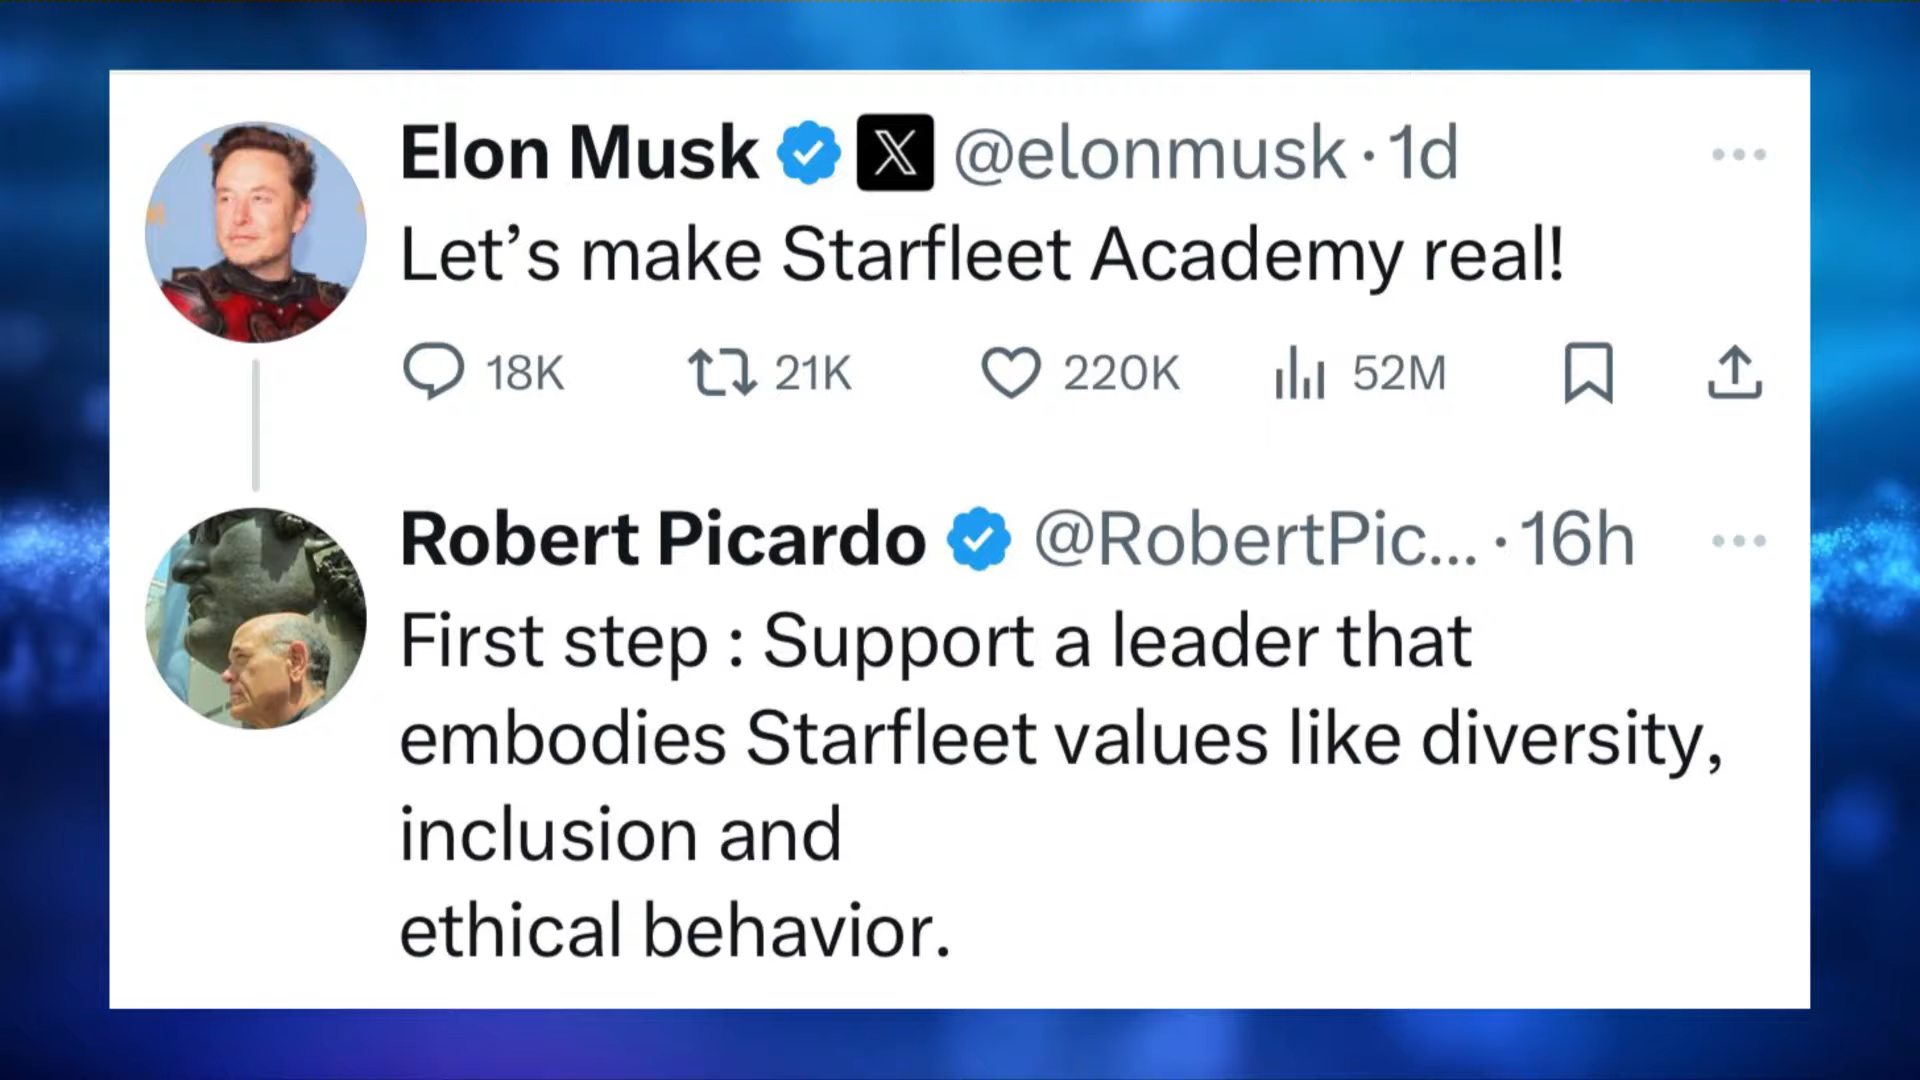 Elon Musk @elonmusk · 1d
Let’s make Starfleet Academy real!
18K 21K 220K 52M
Robert Picardo @RobertPic... · 16h
First step : Support a leader that
embodies Starfleet values like diversity,
inclusion and
ethical behavior.